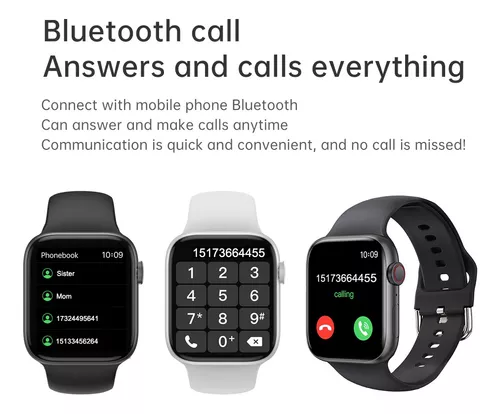 Bluetooth call
Answers and calls everything
Connect with mobile phone Bluetooth
Can answer and make calls anytime
Communication is quick and convenient, and no call is missed!
Phonebook 10:09
Sister
Mom
17324495641
15133456264
15173664455
1 2 3
4 5 6
7* 8 9#
0+
10:09
15173664455
calling